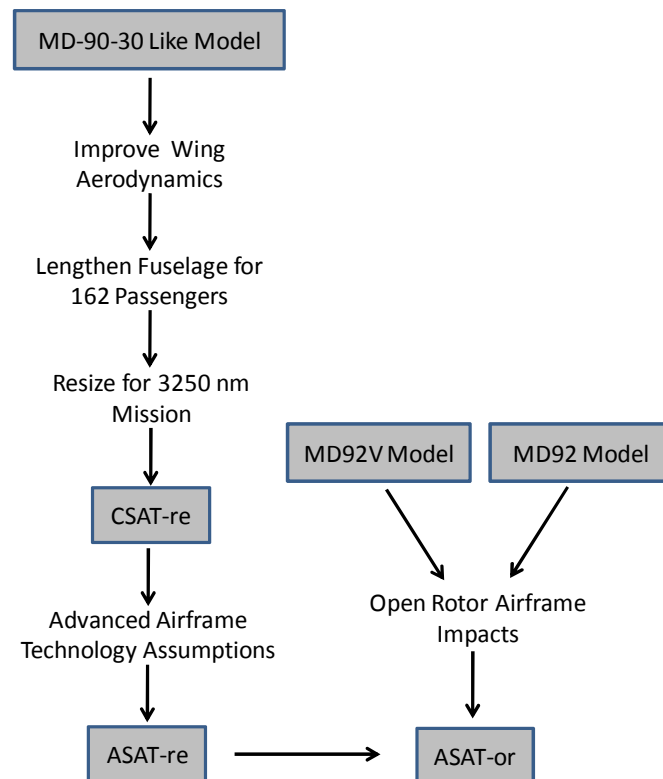 MD-90-30 Like Model
Improve Wing
Aerodynamics
Lengthen Fuselage for
162 Passengers
Resize for 3250 nm
Mission
CSAT-re
Advanced Airframe
Technology Assumptions
ASAT-re
MD92V Model
MD92 Model
Open Rotor Airframe
Impacts
ASAT-or